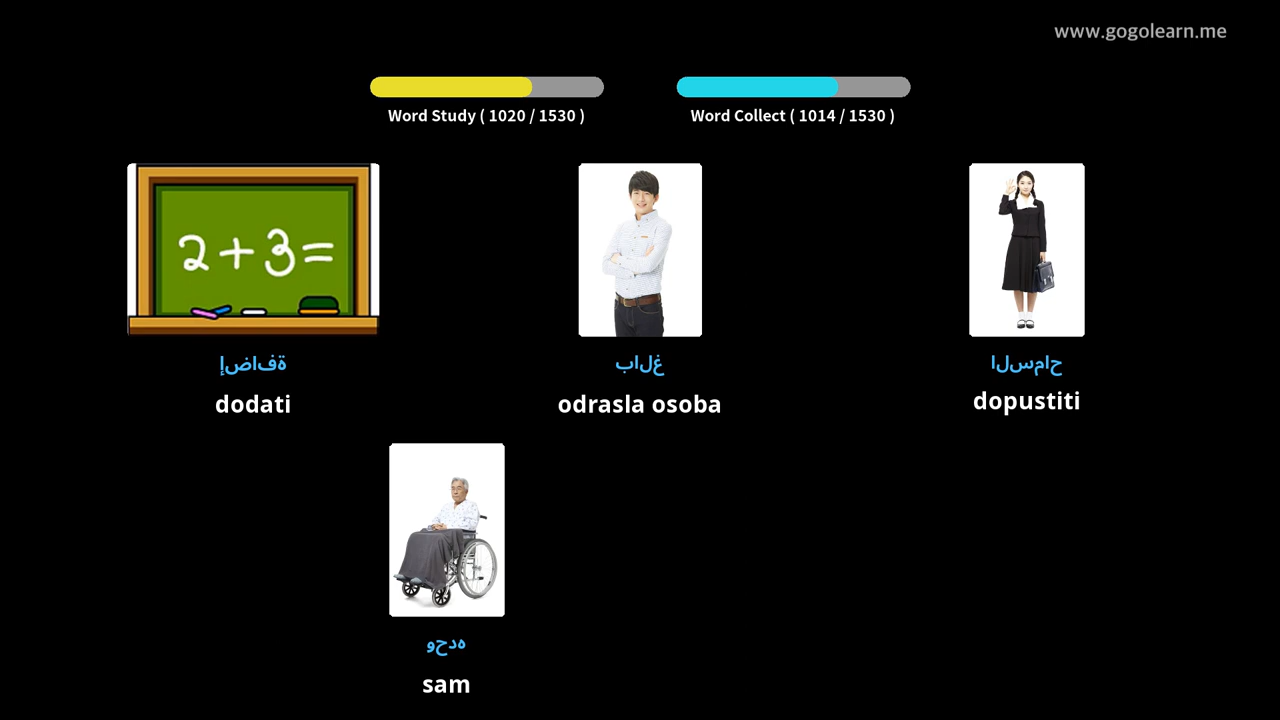 www.gogolearn.me
Word Study ( 1020 / 1530 )
Word Collect ( 1014 / 1530 )
2+3=
إضافة
بالغ
السماح
dodati
odrasla osoba
dopustiti
وحده
sam